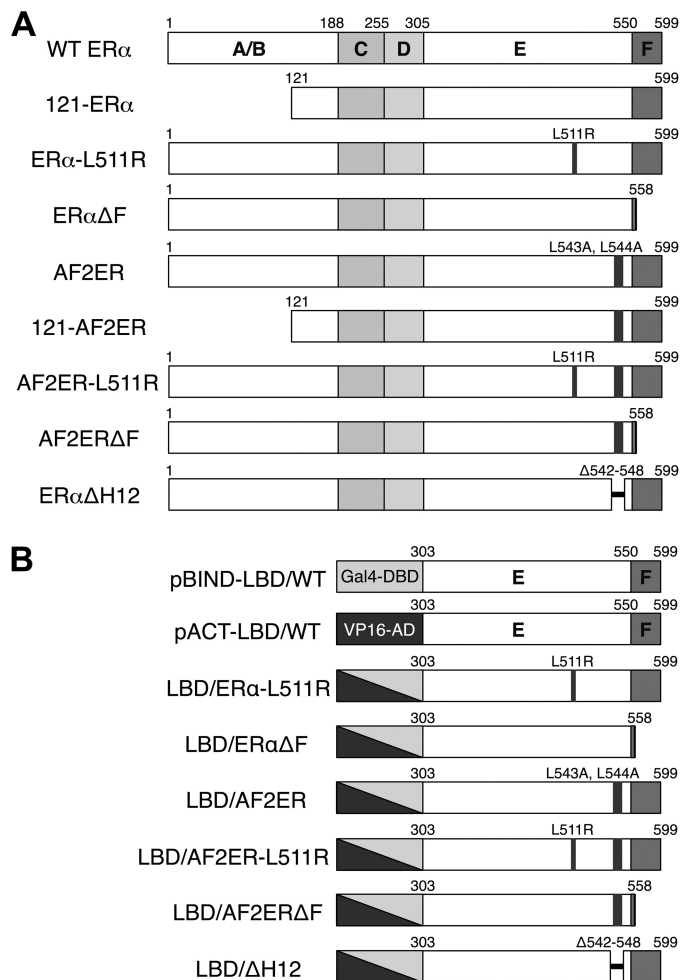 A
1 188 255 305 550 599
WT ERα A/B C D E F
121 599
121-ERα
1 L511R 599
ERα-L511R
1 558
ERαΔF
1 L543A, L544A 599
AF2ER
121 599
121-AF2ER
1 L511R 599
AF2ER-L511R
1 558
AF2ERΔF
1 Δ542-548 599
ERαΔH12
B
303 550 599
pBIND-LBD/WT Gal4-DBD E F
303 550 599
pACT-LBD/WT VP16-AD E F
303 L511R 599
LBD/ERα-L511R
303 558
LBD/ERαΔF
303 L543A, L544A 599
LBD/AF2ER
303 L511R 599
LBD/AF2ER-L511R
303 558
LBD/AF2ERΔF
303 Δ542-548 599
LBD/ΔH12